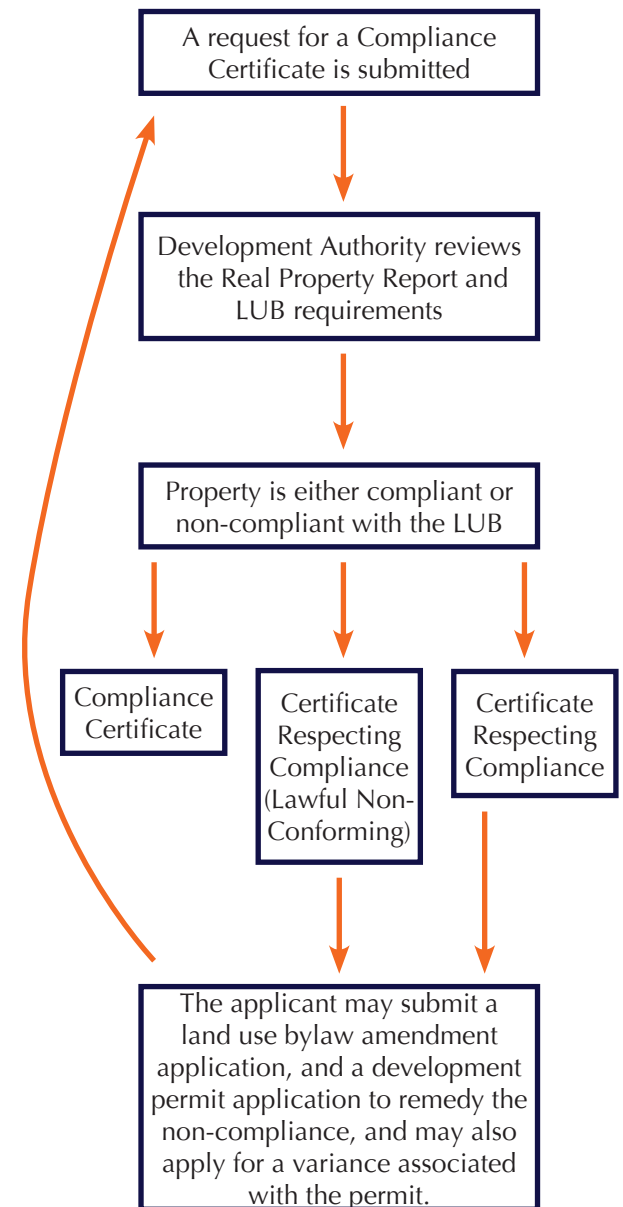 A request for a Compliance
Certificate is submitted
Development Authority reviews
the Real Property Report and
LUB requirements
Property is either compliant or
non-compliant with the LUB
Compliance
Certificate
Certificate
Respecting
Compliance
(Lawful Non-
Conforming)
Certificate
Respecting
Compliance
The applicant may submit a
land use bylaw amendment
application, and a development
permit application to remedy the
non-compliance, and may also
apply for a variance associated
with the permit.